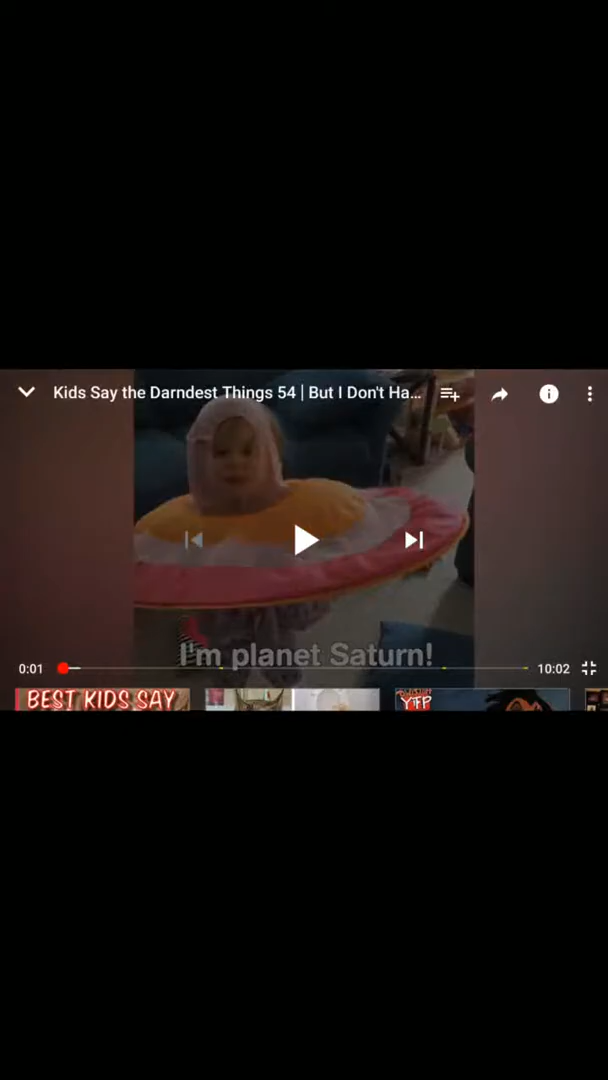 Kids Say the Darndest Things 54 | But I Don't Ha...
I'm planet Saturn!
0:01
10:02
BEST KIDS SAY
YTP